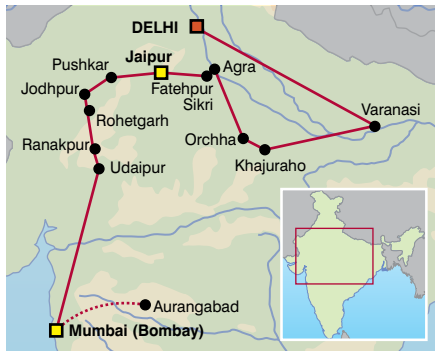 DELHI
Jaipur
Pushkar
Agra
Jodhpur
Fatehpur
Sikri
Varanasi
Rohetgarh
Orchha
Ranakpur
Khajuraho
Udaipur
Aurangabad
Mumbai (Bombay)